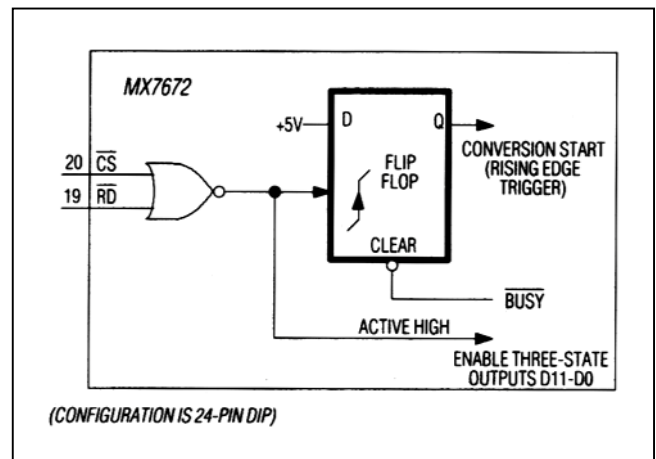 MX7672
+5V
D
Q
CONVERSION START
(RISING EDGE
TRIGGER)
20 CS
19 RD
FLIP
FLOP
CLEAR
BUSY
ACTIVE HIGH
ENABLE THREE-STATE
OUTPUTS D11-D0
(CONFIGURATION IS 24-PIN DIP)